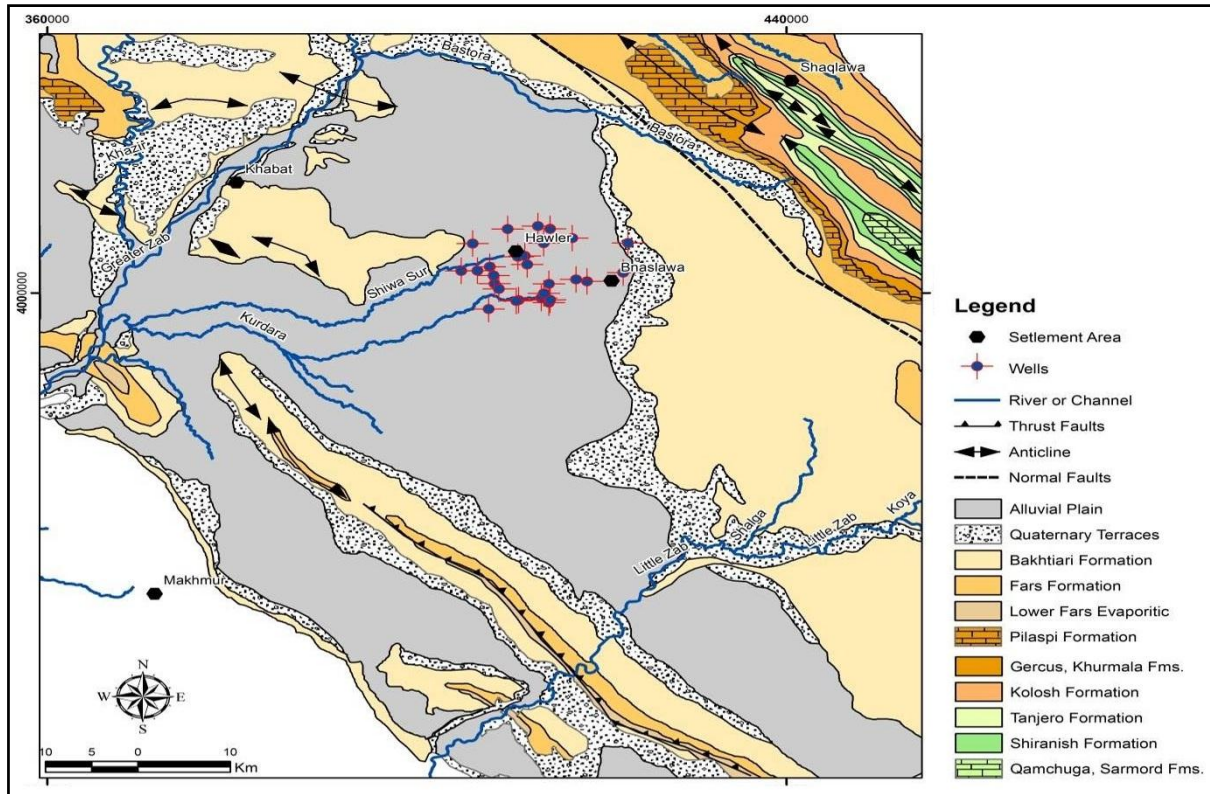 360000
440000
Bastora
Shaqlawa
Khazir
Bastora
Khabat
Greater Zab
Hawler
Bnaslawa
4000000
Shiwa Sur
Kurdara
Koya
Shalga
Little Zab
Little Zab
Makhmur
N
W E
S
10 5 0 10
Km
Legend
Setlement Area
Wells
River or Channel
Thrust Faults
Anticline
Normal Faults
Alluvial Plain
Quaternary Terraces
Bakhtiari Formation
Fars Formation
Lower Fars Evaporitic
Pilaspi Formation
Gercus, Khurmala Fms.
Kolosh Formation
Tanjero Formation
Shiranish Formation
Qamchuga, Sarmord Fms.